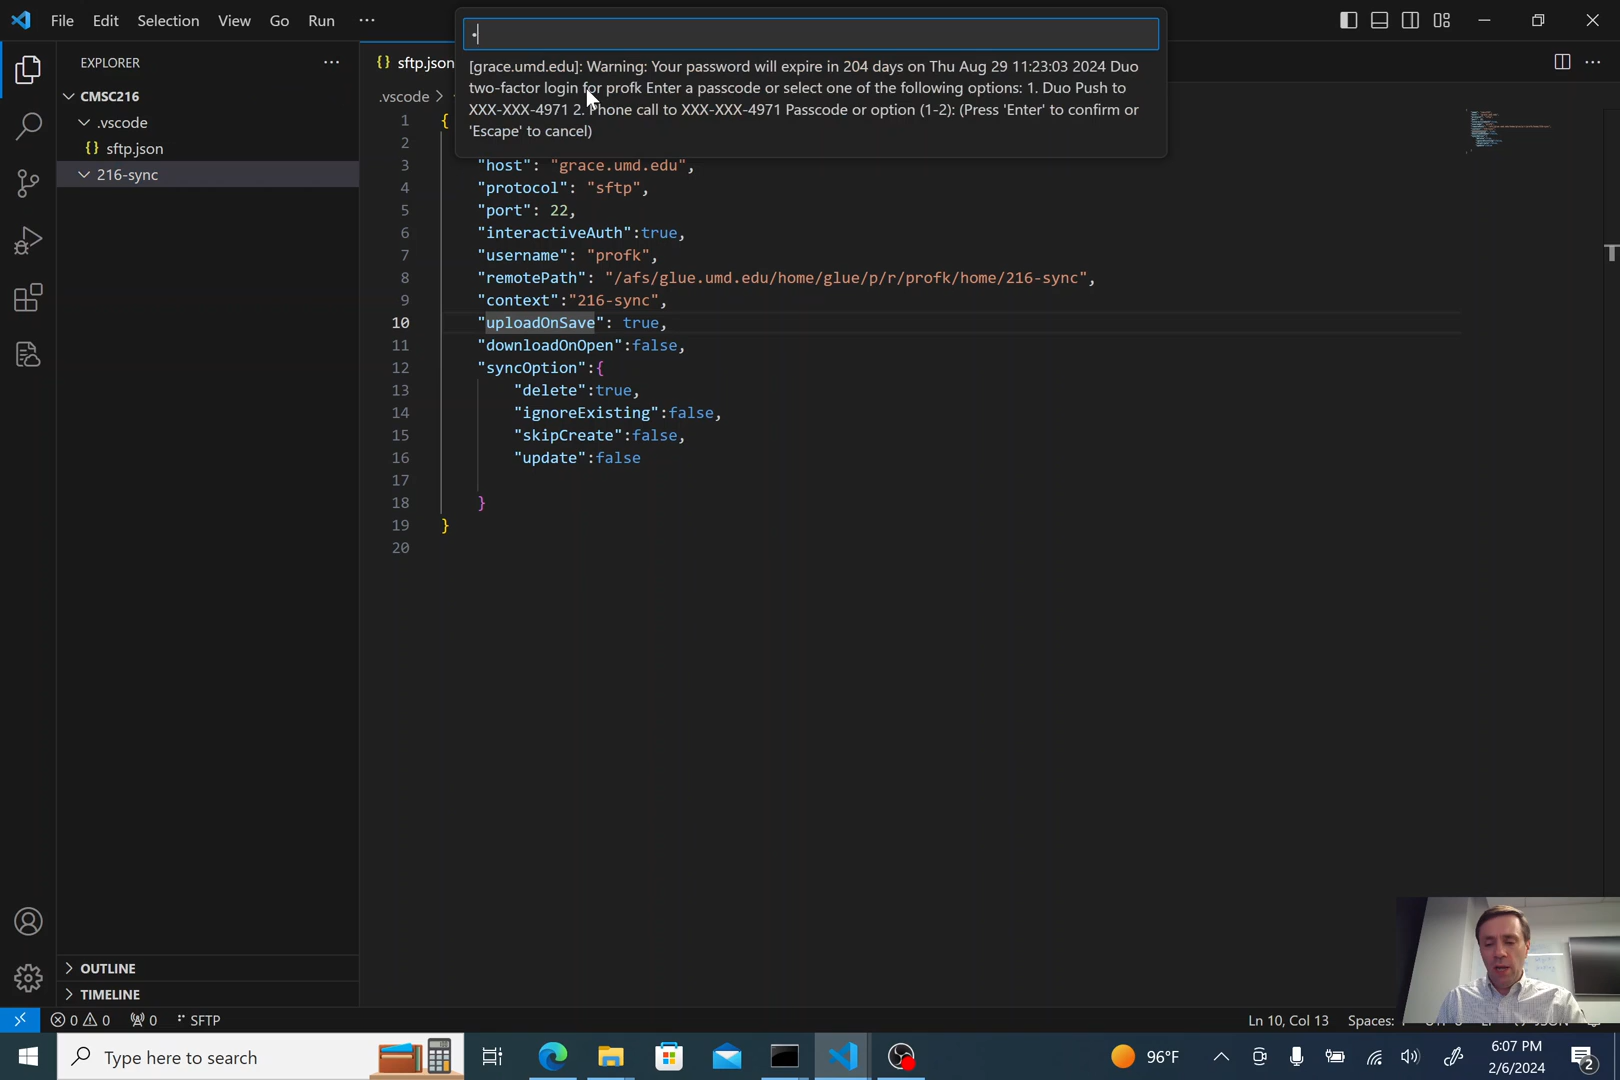 File Edit Selection View Go Run ···
[grace.umd.edu]: Warning: Your password will expire in 204 days on Thu Aug 29 11:23:03 2024 Duo
two-factor login for profk Enter a passcode or select one of the following options: 1. Duo Push to
XXX-XXX-4971 2. Phone call to XXX-XXX-4971 Passcode or option (1-2): (Press 'Enter' to confirm or
'Escape' to cancel)
EXPLORER ···
CMSC216
.vscode
{} sftp.json
216-sync
OUTLINE
TIMELINE
{} sftp.json
.vscode >
1 {
2
3 "host": "grace.umd.edu",
4 "protocol": "sftp",
5 "port": 22,
6 "interactiveAuth":true,
7 "username": "profk",
8 "remotePath": "/afs/glue.umd.edu/home/glue/p/r/profk/home/216-sync",
9 "context":"216-sync",
10 "uploadOnSave": true,
11 "downloadOnOpen":false,
12 "syncOption":{
13 "delete":true,
14 "ignoreExisting":false,
15 "skipCreate":false,
16 "update":false
17
18 }
19 }
20
0 0 0 SFTP
Ln 10, Col 13 Spaces:
Type here to search
96°F
6:07 PM
2/6/2024
2